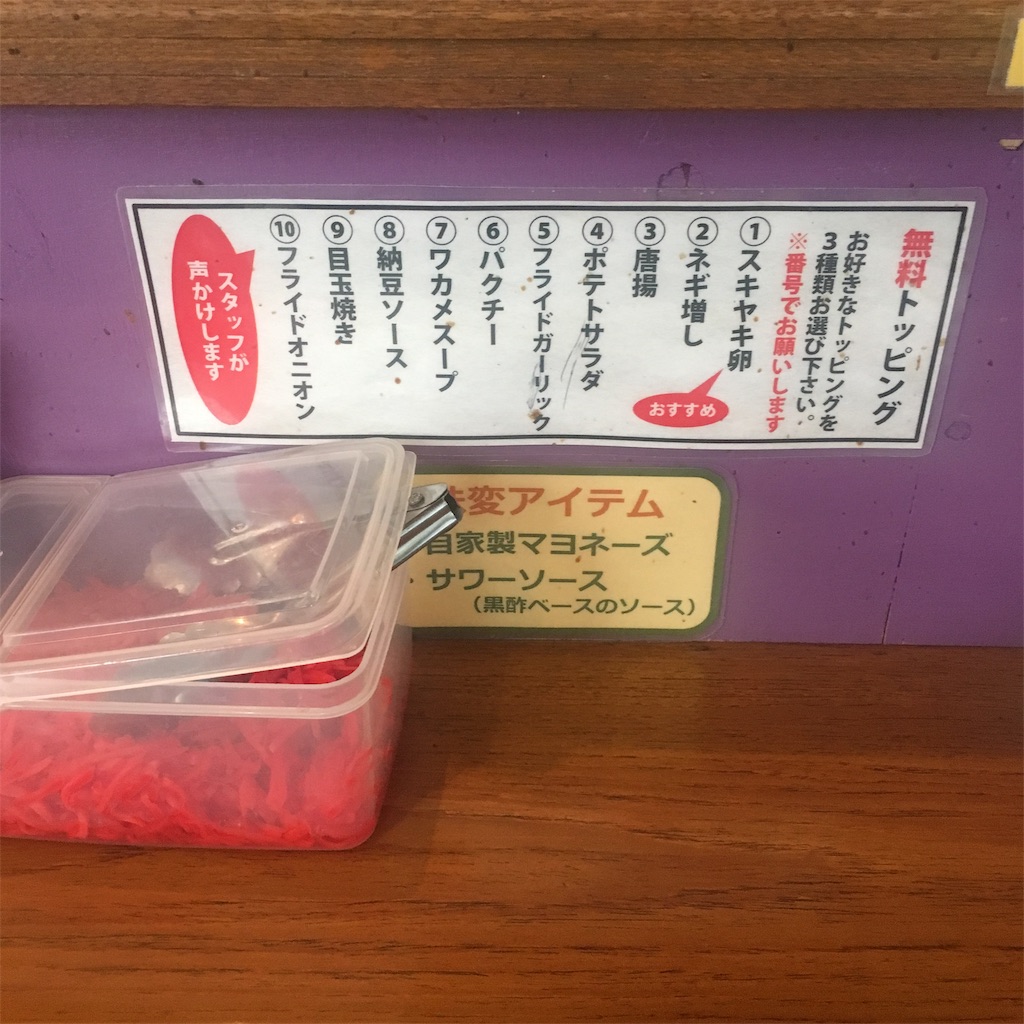 無料トッピング
お好きなトッピングを
3種類お選び下さい。
※番号でお願いします
①スキヤキ卵
おすすめ
②ネギ増し
③唐揚
④ポテトサラダ
⑤フライドガーリック
⑥パクチー
⑦ワカメスープ
⑧納豆ソース
⑨目玉焼き
⑩フライドオニオン
スタッフが
声かけします
変アイテム
自家製マヨネーズ
・サワーソース
（黒酢ベースのソース）